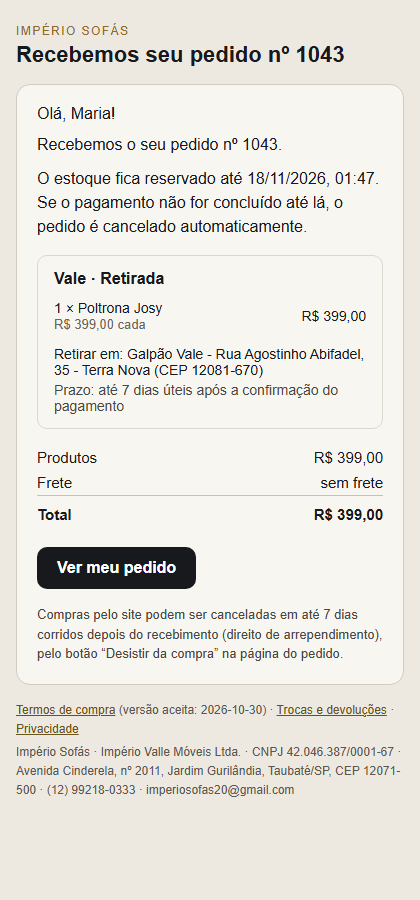 IMPÉRIO SOFÁS
Recebemos seu pedido nº 1043
Olá, Maria!
Recebemos o seu pedido nº 1043.
O estoque fica reservado até 18/11/2026, 01:47.
Se o pagamento não for concluído até lá, o
pedido é cancelado automaticamente.
Vale · Retirada
1 × Poltrona Josy
R$ 399,00 cada
R$ 399,00
Retirar em: Galpão Vale - Rua Agostinho Abifadel,
35 - Terra Nova (CEP 12081-670)
Prazo: até 7 dias úteis após a confirmação do
pagamento
Produtos R$ 399,00
Frete sem frete
Total R$ 399,00
Ver meu pedido
Compras pelo site podem ser canceladas em até 7 dias
corridos depois do recebimento (direito de arrependimento),
pelo botão “Desistir da compra” na página do pedido.
Termos de compra (versão aceita: 2026-10-30) · Trocas e devoluções ·
Privacidade
Império Sofás · Império Valle Móveis Ltda. · CNPJ 42.046.387/0001-67 ·
Avenida Cinderela, nº 2011, Jardim Gurilândia, Taubaté/SP, CEP 12071-
500 · (12) 99218-0333 · imperiosofas20@gmail.com